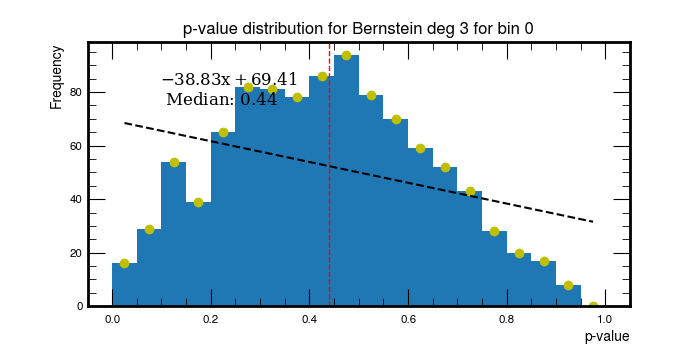 p-value distribution for Bernstein deg 3 for bin 0
Frequency
−38.83x + 69.41
Median: 0.44
80
60
40
20
0
0.0 0.2 0.4 0.6 0.8 1.0
p-value